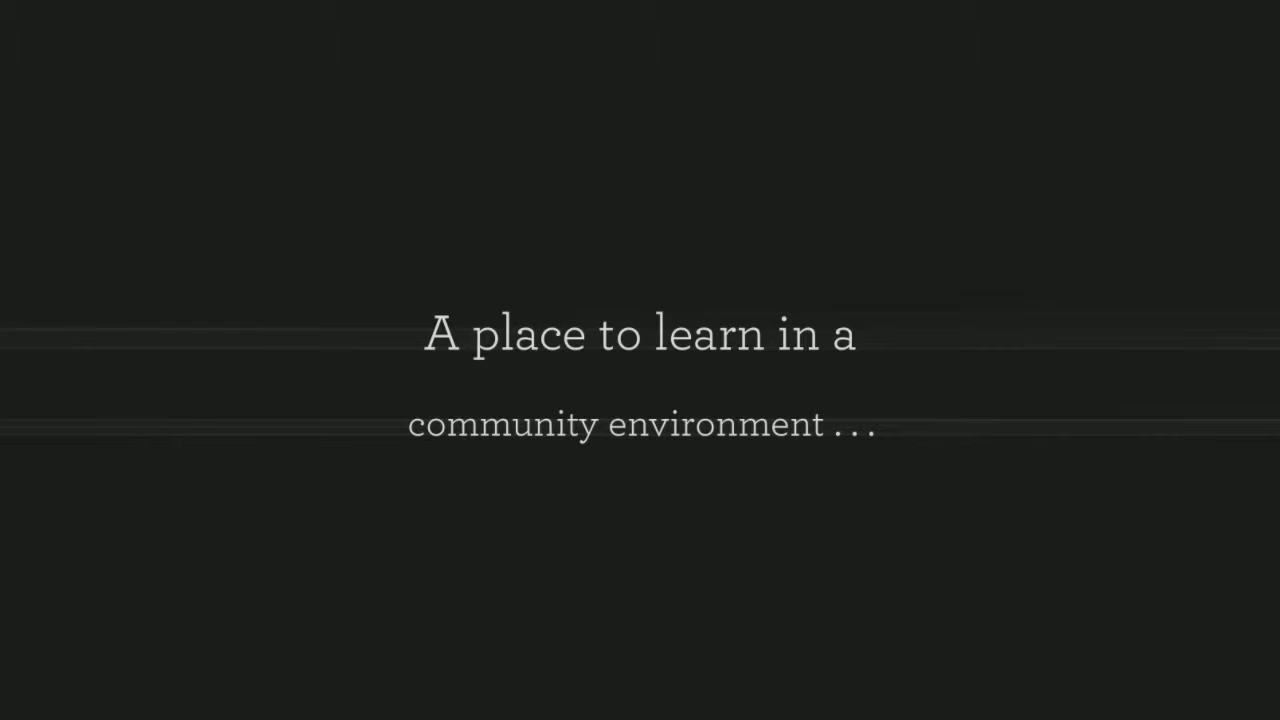 A place to learn in a
community environment . . .